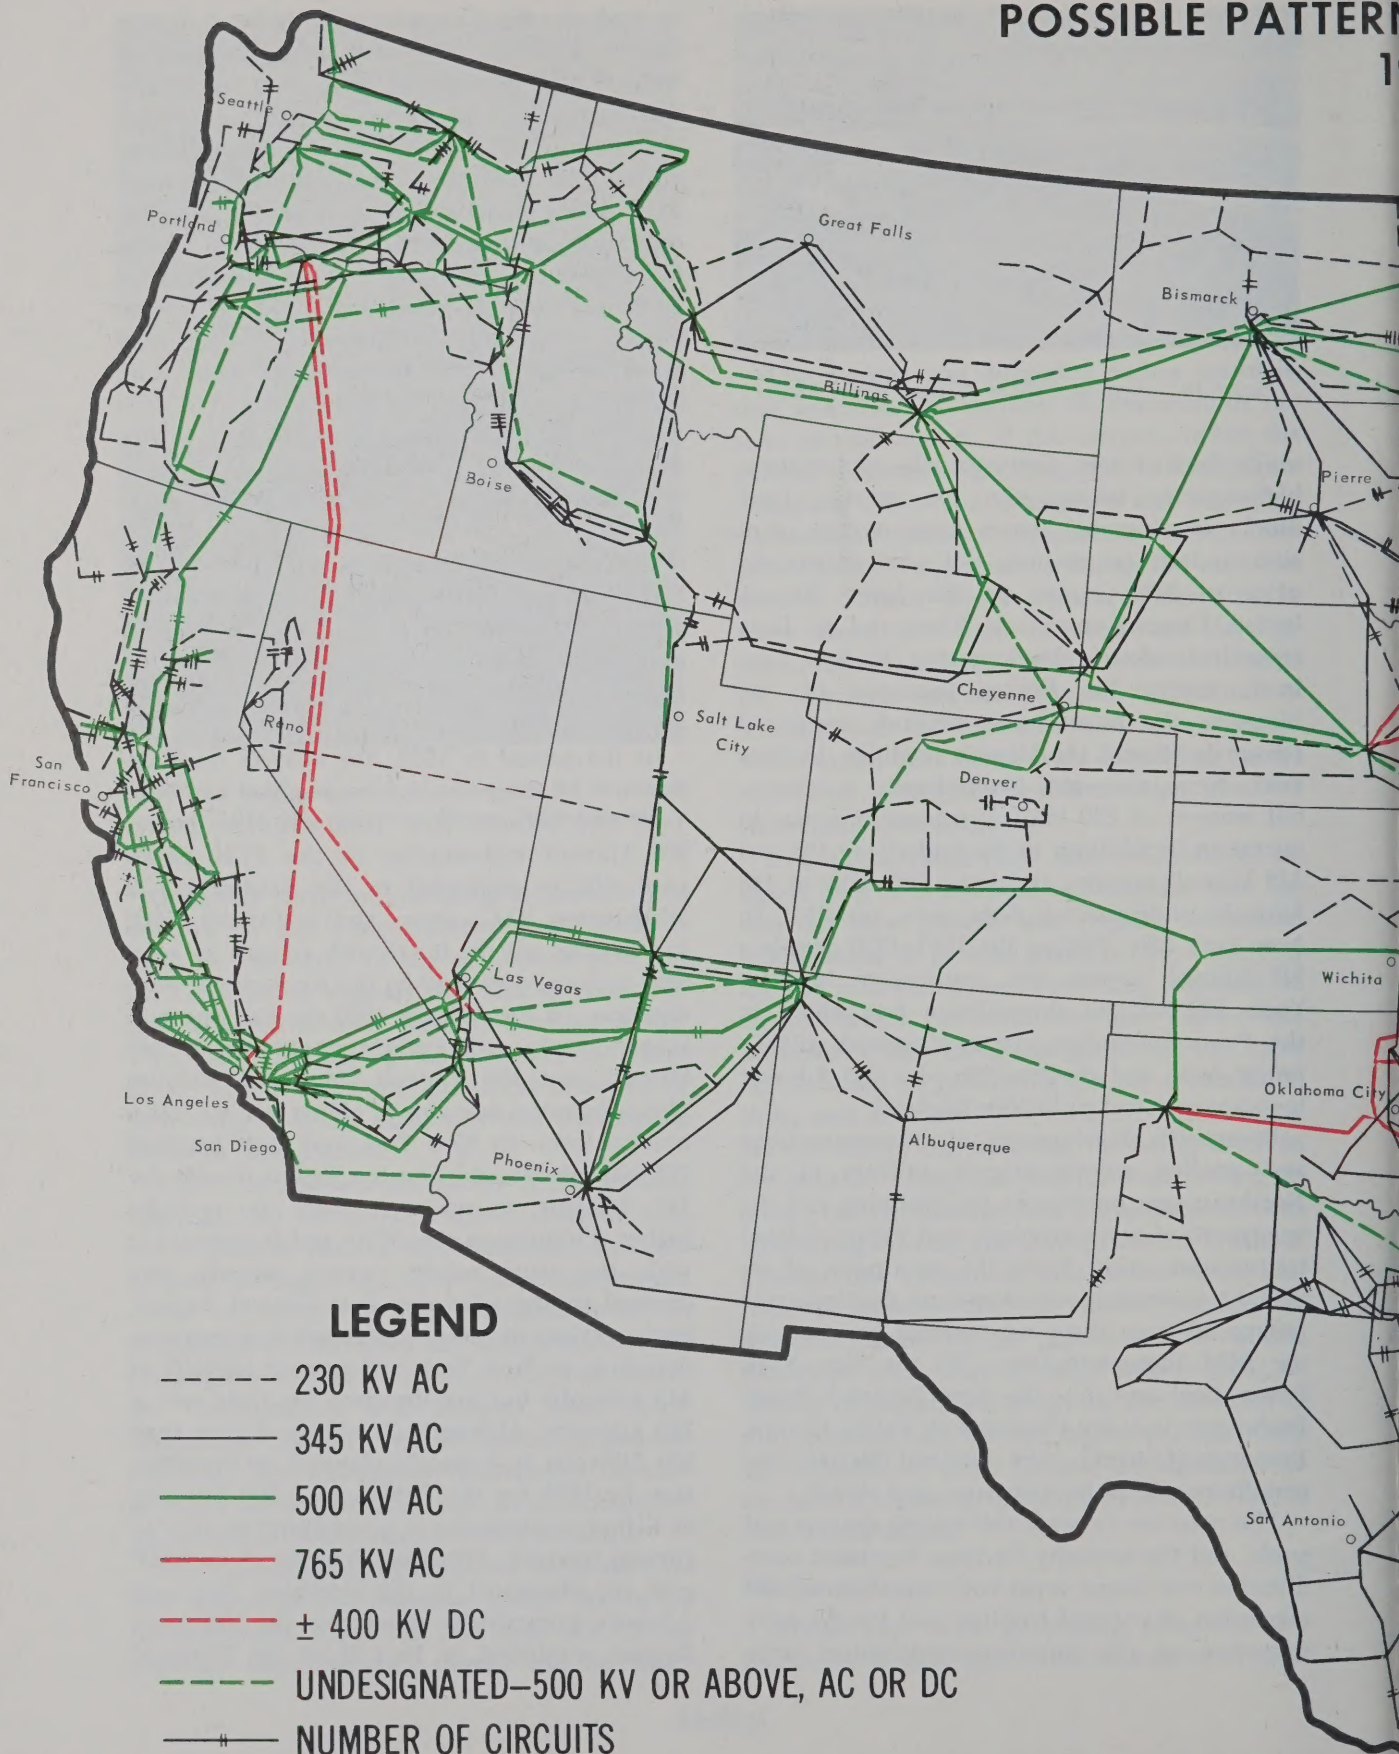 POSSIBLE PATTERN
Seattle
Portland
Great Falls
Bismarck
Billings
Boise
Pierre
Cheyenne
Reno
Salt Lake
City
San
Francisco
Denver
Las Vegas
Wichita
Los Angeles
Oklahoma City
San Diego
Phoenix
Albuquerque
San Antonio
LEGEND
230 KV AC
345 KV AC
500 KV AC
765 KV AC
± 400 KV DC
UNDESIGNATED–500 KV OR ABOVE, AC OR DC
NUMBER OF CIRCUITS